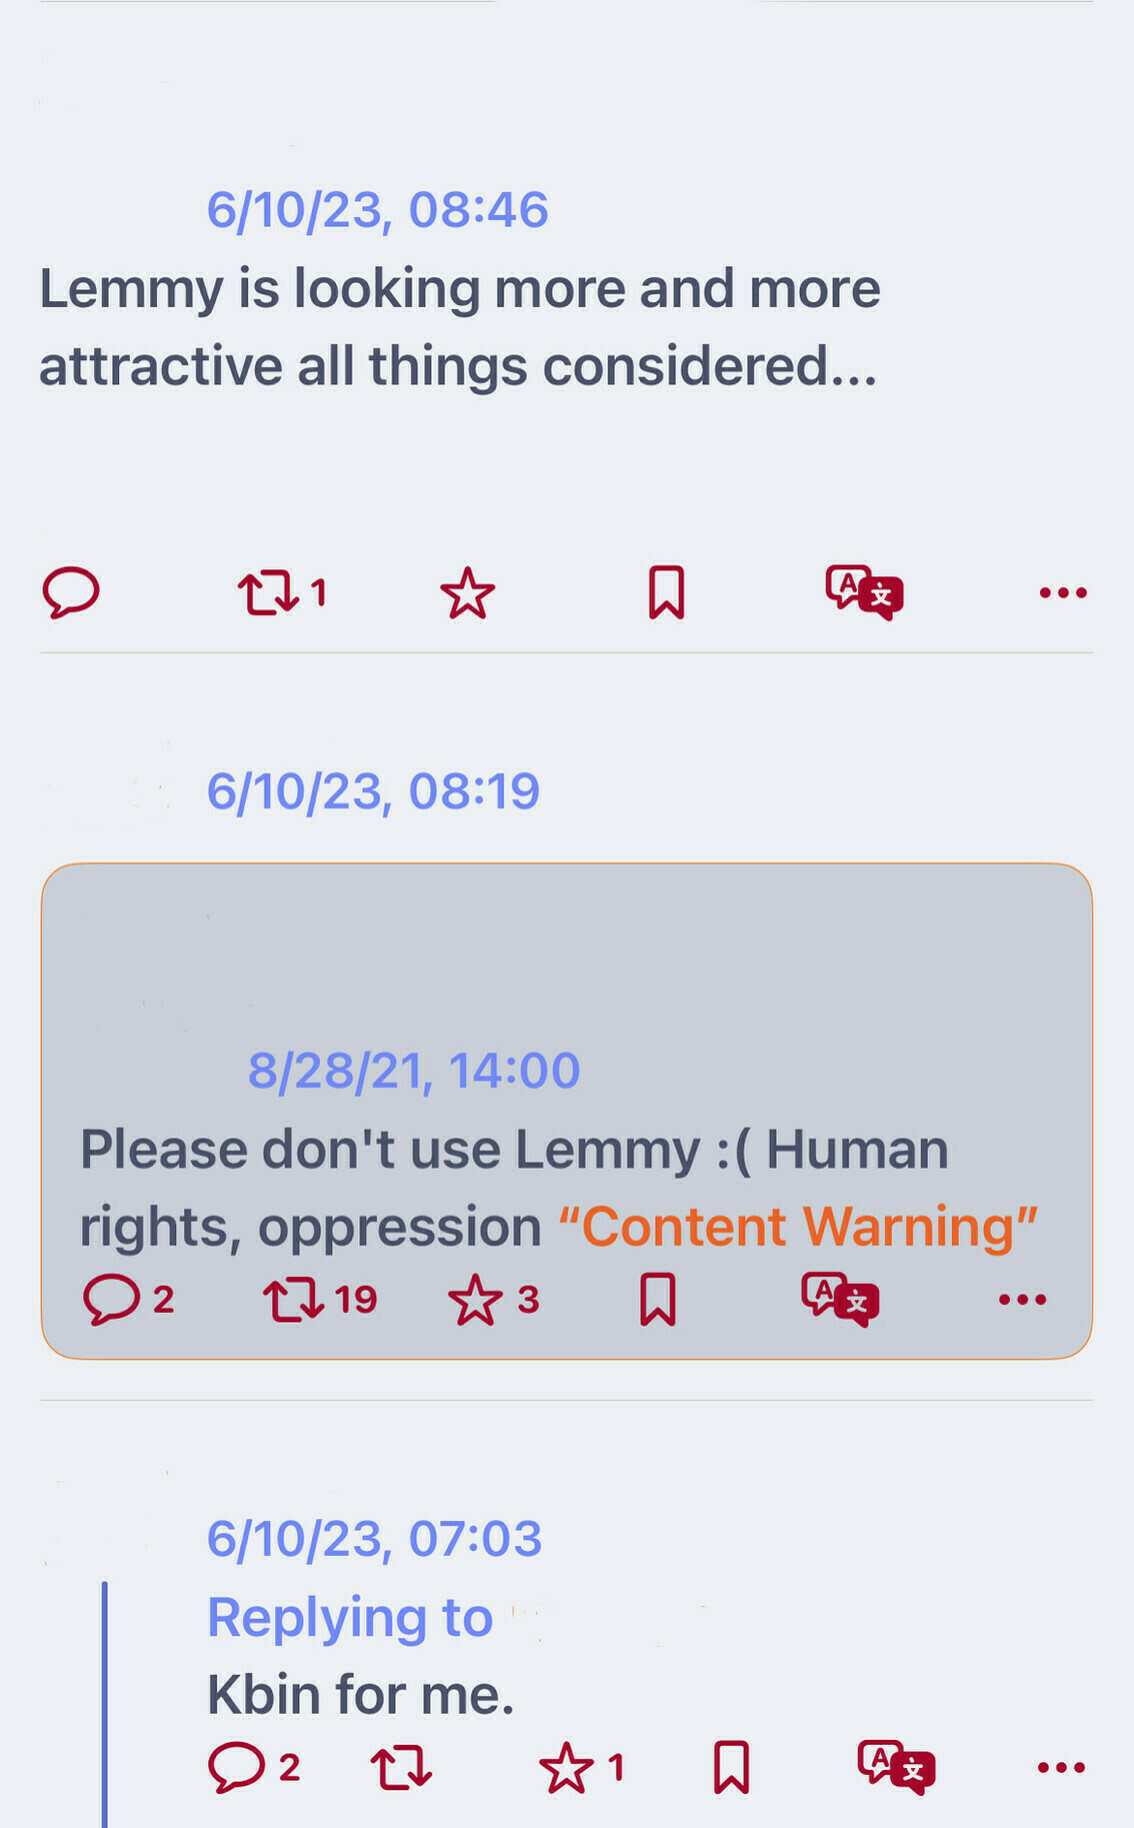 6/10/23, 08:46
Lemmy is looking more and more
attractive all things considered...
1
6/10/23, 08:19
8/28/21, 14:00
Please don't use Lemmy :( Human
rights, oppression “Content Warning”
2 19 3
6/10/23, 07:03
Replying to
Kbin for me.
2 1